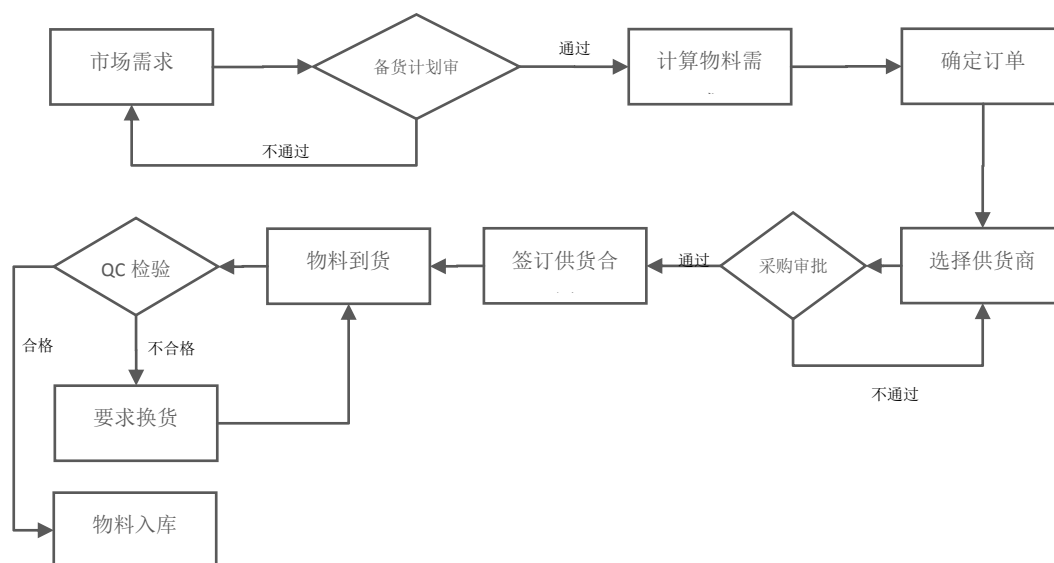 市场需求
备货计划审
通过
计算物料需
确定订单
不通过
QC 检验
物料到货
签订供货合
通过
采购审批
选择供货商
合格
不合格
不通过
要求换货
物料入库